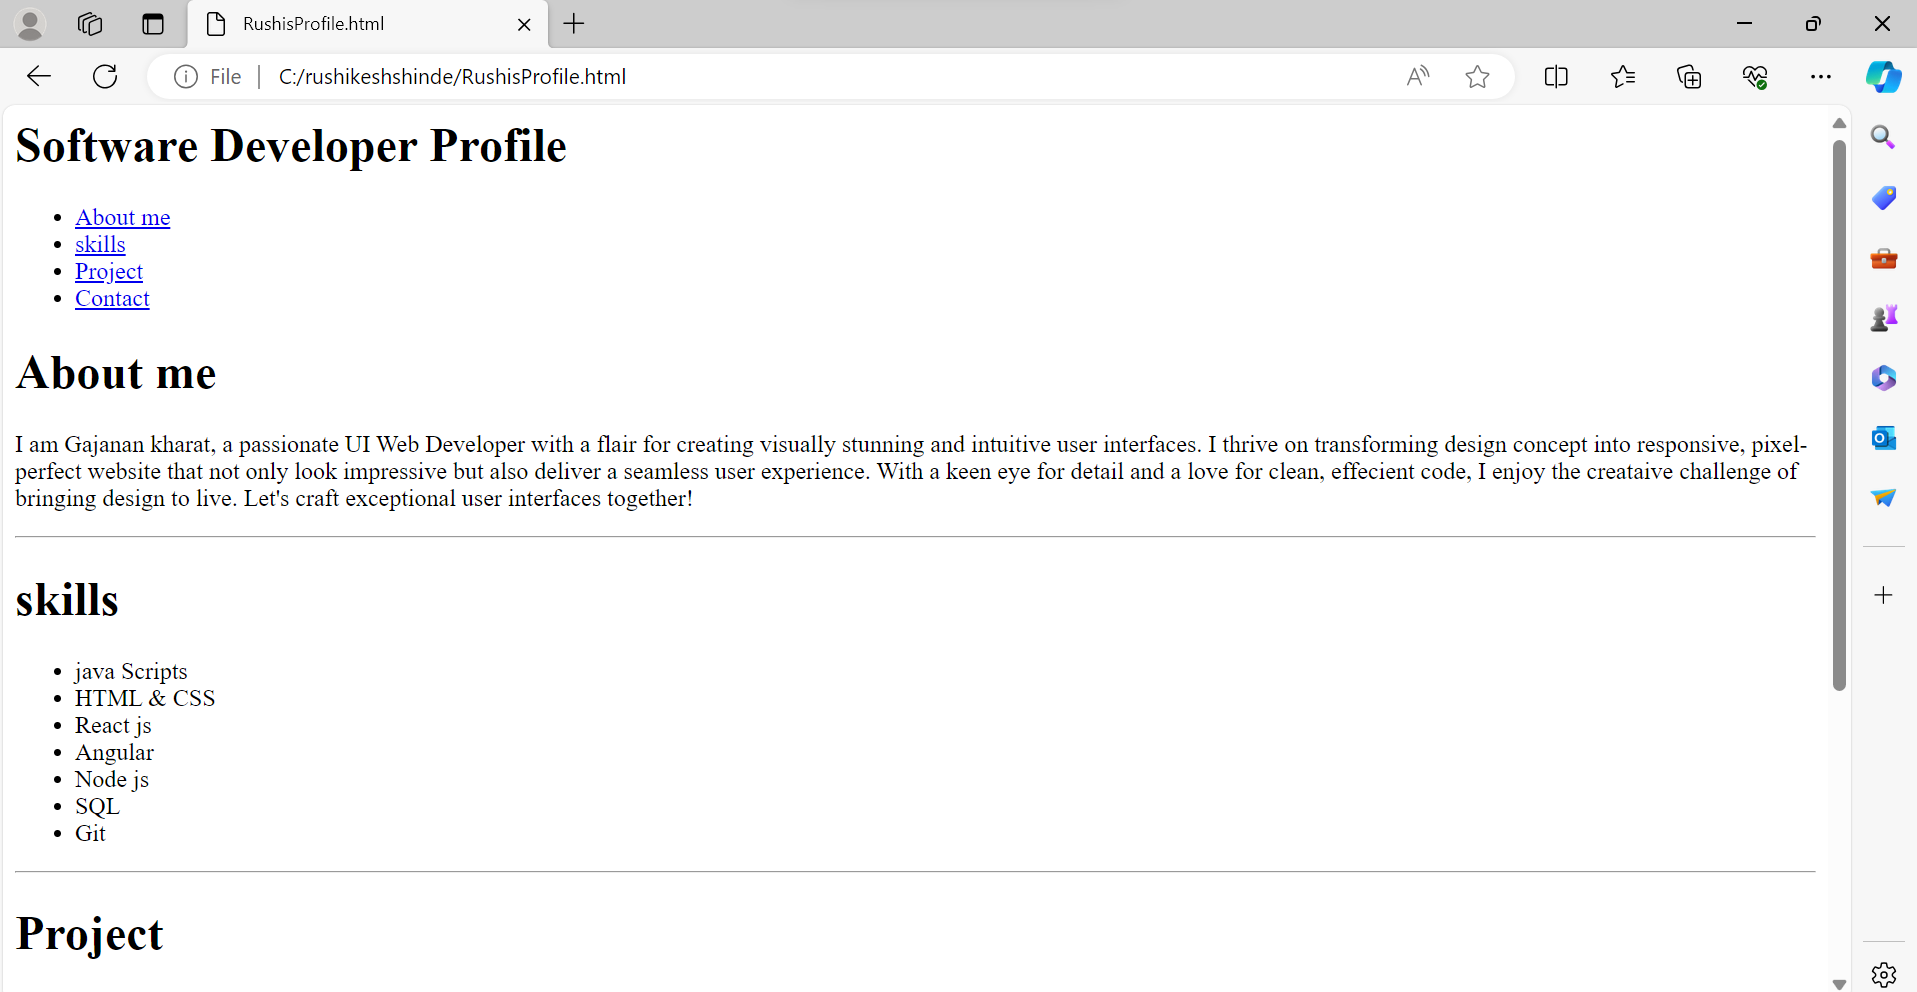 RushisProfile.html
File
C:/rushikeshshinde/RushisProfile.html
Software Developer Profile
About me
skills
Project
Contact
About me
I am Gajanan kharat, a passionate UI Web Developer with a flair for creating visually stunning and intuitive user interfaces. I thrive on transforming design concept into responsive, pixel-
perfect website that not only look impressive but also deliver a seamless user experience. With a keen eye for detail and a love for clean, effecient code, I enjoy the creataive challenge of
bringing design to live. Let's craft exceptional user interfaces together!
skills
java Scripts
HTML & CSS
React js
Angular
Node js
SQL
Git
Project